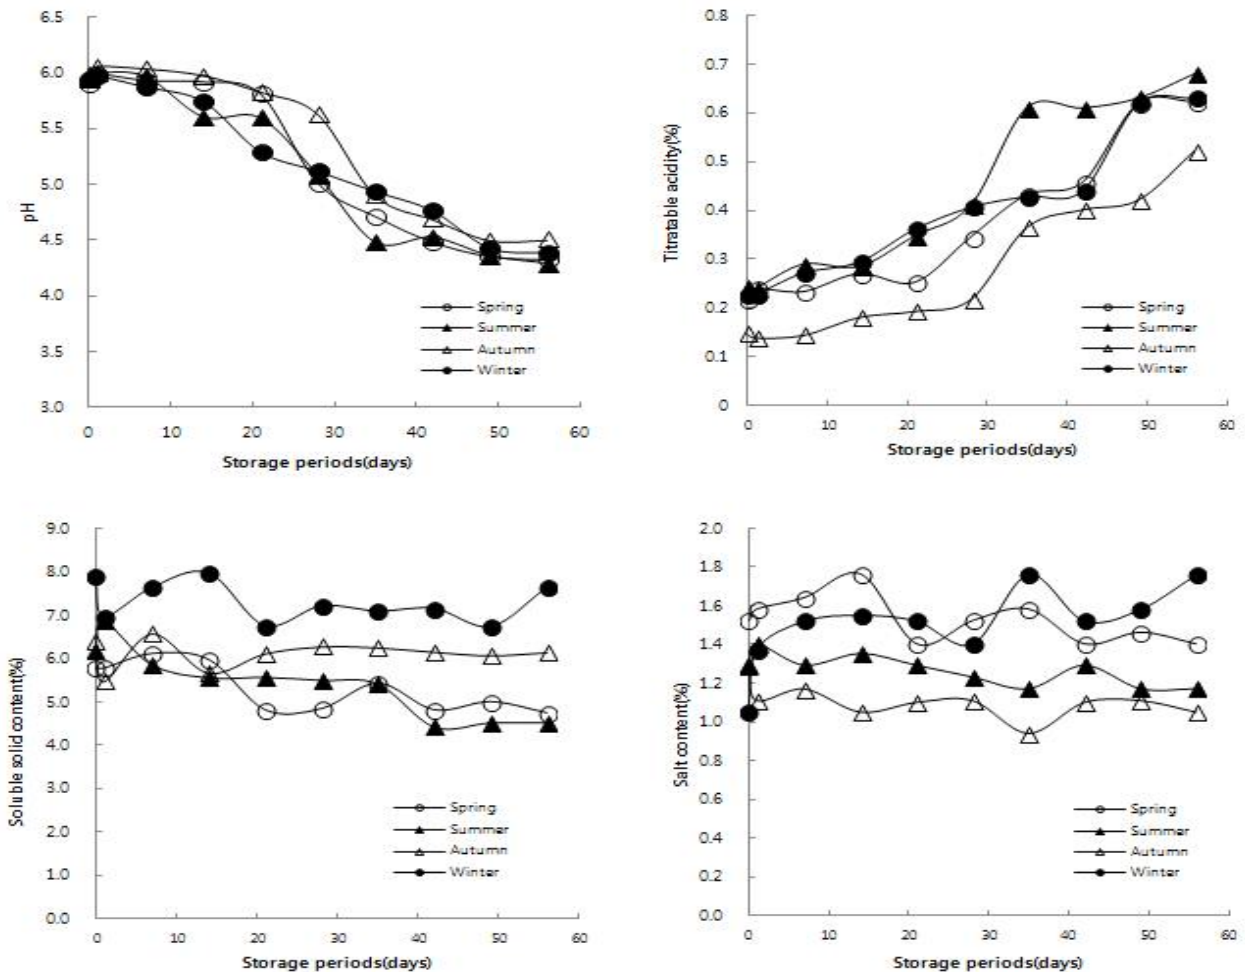 6.5
6.0
5.5
5.0
4.5
4.0
3.0
pH
0 10 20 30 40 50 60
Storage periods(days)
Spring
Summer
Autumn
Winter
0.8
0.7
0.6
0.5
0.4
0.3
0.2
0.1
0
Titratable acidity(%)
0 10 20 30 40 50 60
Storage periods(days)
Spring
Summer
Autumn
Winter
9.0
8.0
7.0
6.0
5.0
4.0
3.0
2.0
1.0
0.0
Soluble solid content(%)
0 10 20 30 40 50 60
Storage periods(days)
Spring
Summer
Autumn
Winter
2.0
1.8
1.6
1.4
1.2
1.0
0.8
0.6
0.4
0.2
0.0
Salt content(%)
0 10 20 30 40 50 60
Storage periods(days)
Spring
Summer
Autumn
Winter